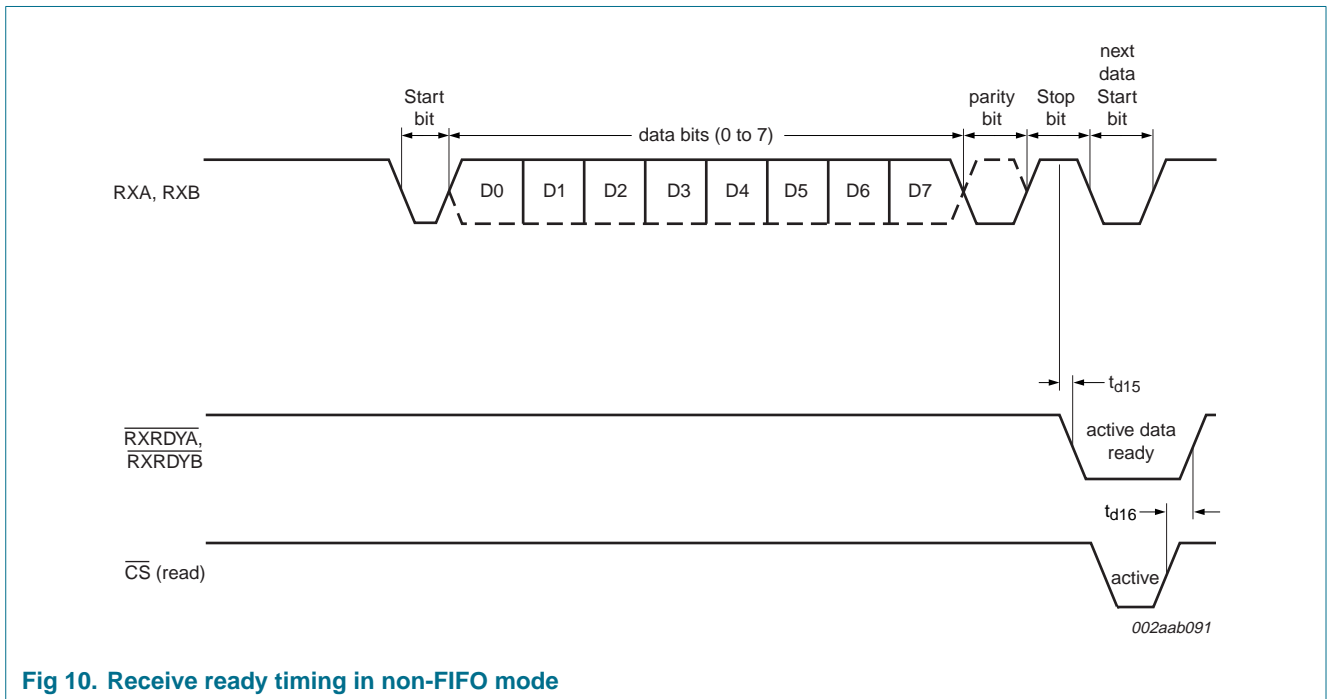 next
data
Start
bit
Start
bit
data bits (0 to 7)
parity
bit
Stop
bit
RXA, RXB
D0 D1 D2 D3 D4 D5 D6 D7
td15
RXRDYA,
RXRDYB
active data
ready
td16
CS (read)
active
002aab091
Fig 10. Receive ready timing in non-FIFO mode